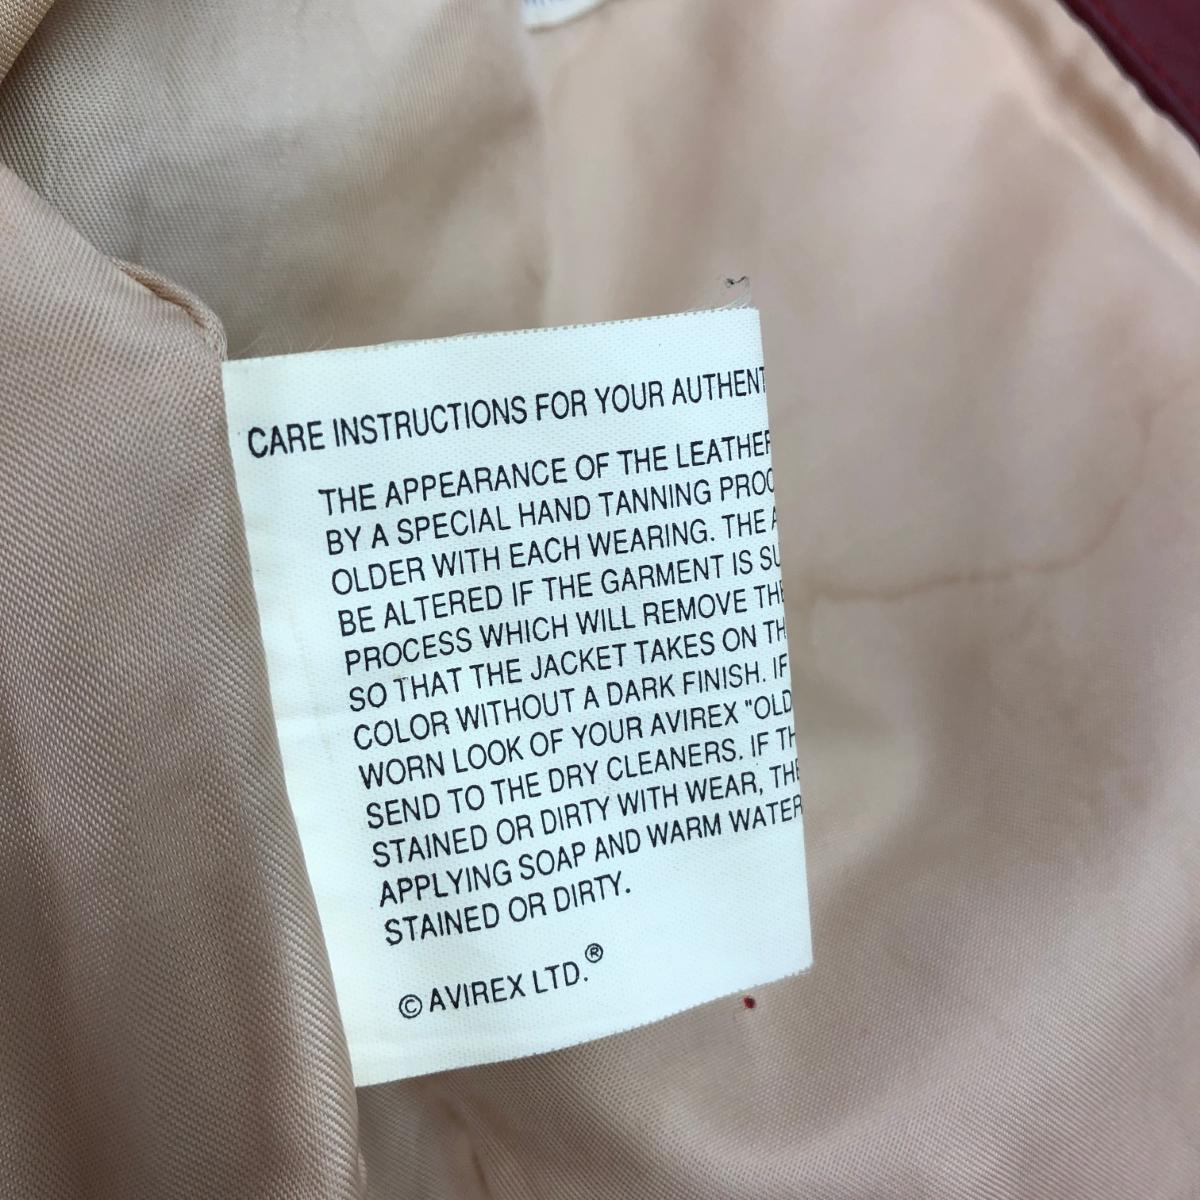 CARE INSTRUCTIONS FOR YOUR AUTHENT
THE APPEARANCE OF THE LEATHER
BY A SPECIAL HAND TANNING PROC
OLDER WITH EACH WEARING. THE A
BE ALTERED IF THE GARMENT IS SU
PROCESS WHICH WILL REMOVE THE
SO THAT THE JACKET TAKES ON TH
COLOR WITHOUT A DARK FINISH. IF
WORN LOOK OF YOUR AVIREX "OLD
SEND TO THE DRY CLEANERS. IF TH
STAINED OR DIRTY WITH WEAR, THE
APPLYING SOAP AND WARM WATER
STAINED OR DIRTY.
© AVIREX LTD.®